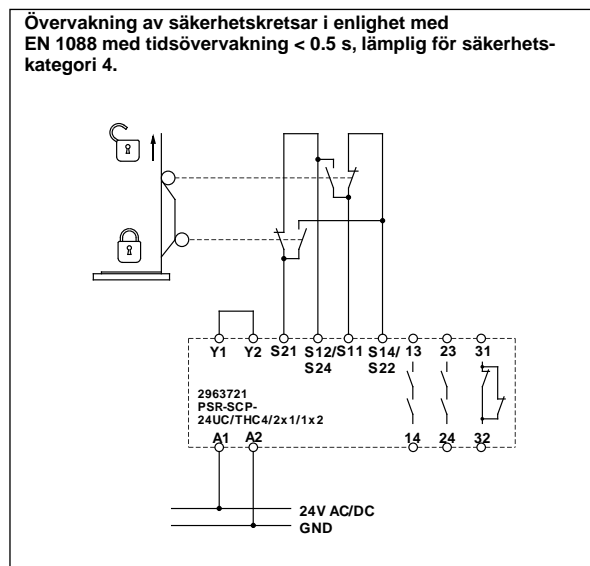 Övervakning av säkerhetskretsar i enlighet med
EN 1088 med tidsövervakning < 0.5 s, lämplig för säkerhets-
kategori 4.
Y1 Y2 S21 S12/ S11 S14/ 13 23 31
S24 S22
2963721
PSR-SCP-
24UC/THC4/2x1/1x2
A1 A2 14 24 32
24V AC/DC
GND